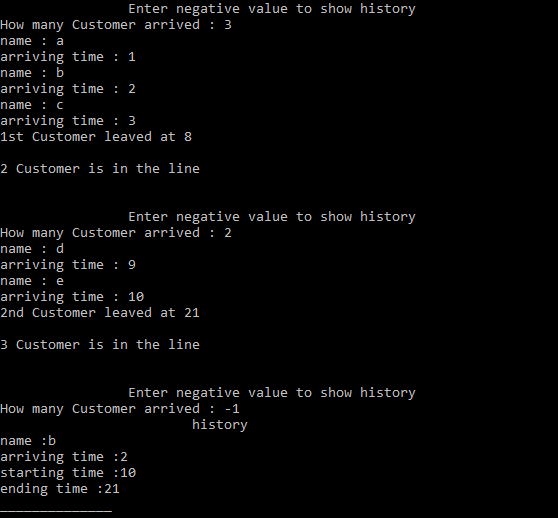 Enter negative value to show history
How many Customer arrived : 3
name : a
arriving time : 1
name : b
arriving time : 2
name : c
arriving time : 3
1st Customer leaved at 8
2 Customer is in the line
Enter negative value to show history
How many Customer arrived : 2
name : d
arriving time : 9
name : e
arriving time : 10
2nd Customer leaved at 21
3 Customer is in the line
Enter negative value to show history
How many Customer arrived : -1
history
name :b
arriving time :2
starting time :10
ending time :21
______________